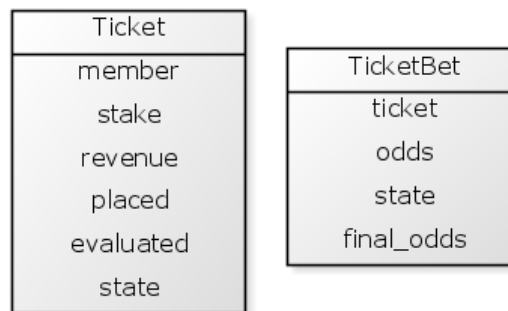 Ticket
member
stake
revenue
placed
evaluated
state
TicketBet
ticket
odds
state
final_odds